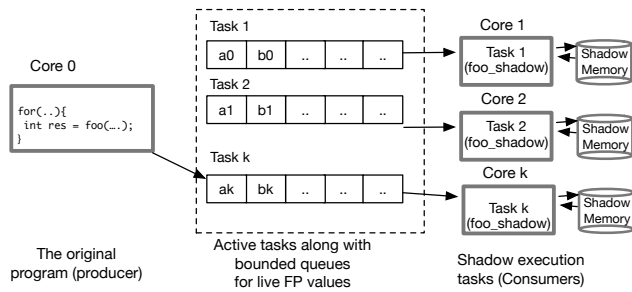 Core 0
for(..){
int res = foo(….);
}
The original
program (producer)
Task 1
a0 b0 .. .. ..
Task 2
a1 b1 .. .. ..
Task k
ak bk .. .. ..
Active tasks along with
bounded queues
for live FP values
Core 1
Task 1
(foo_shadow)
Shadow
Memory
Core 2
Task 2
(foo_shadow)
Shadow
Memory
Core k
Task k
(foo_shadow)
Shadow
Memory
Shadow execution
tasks (Consumers)